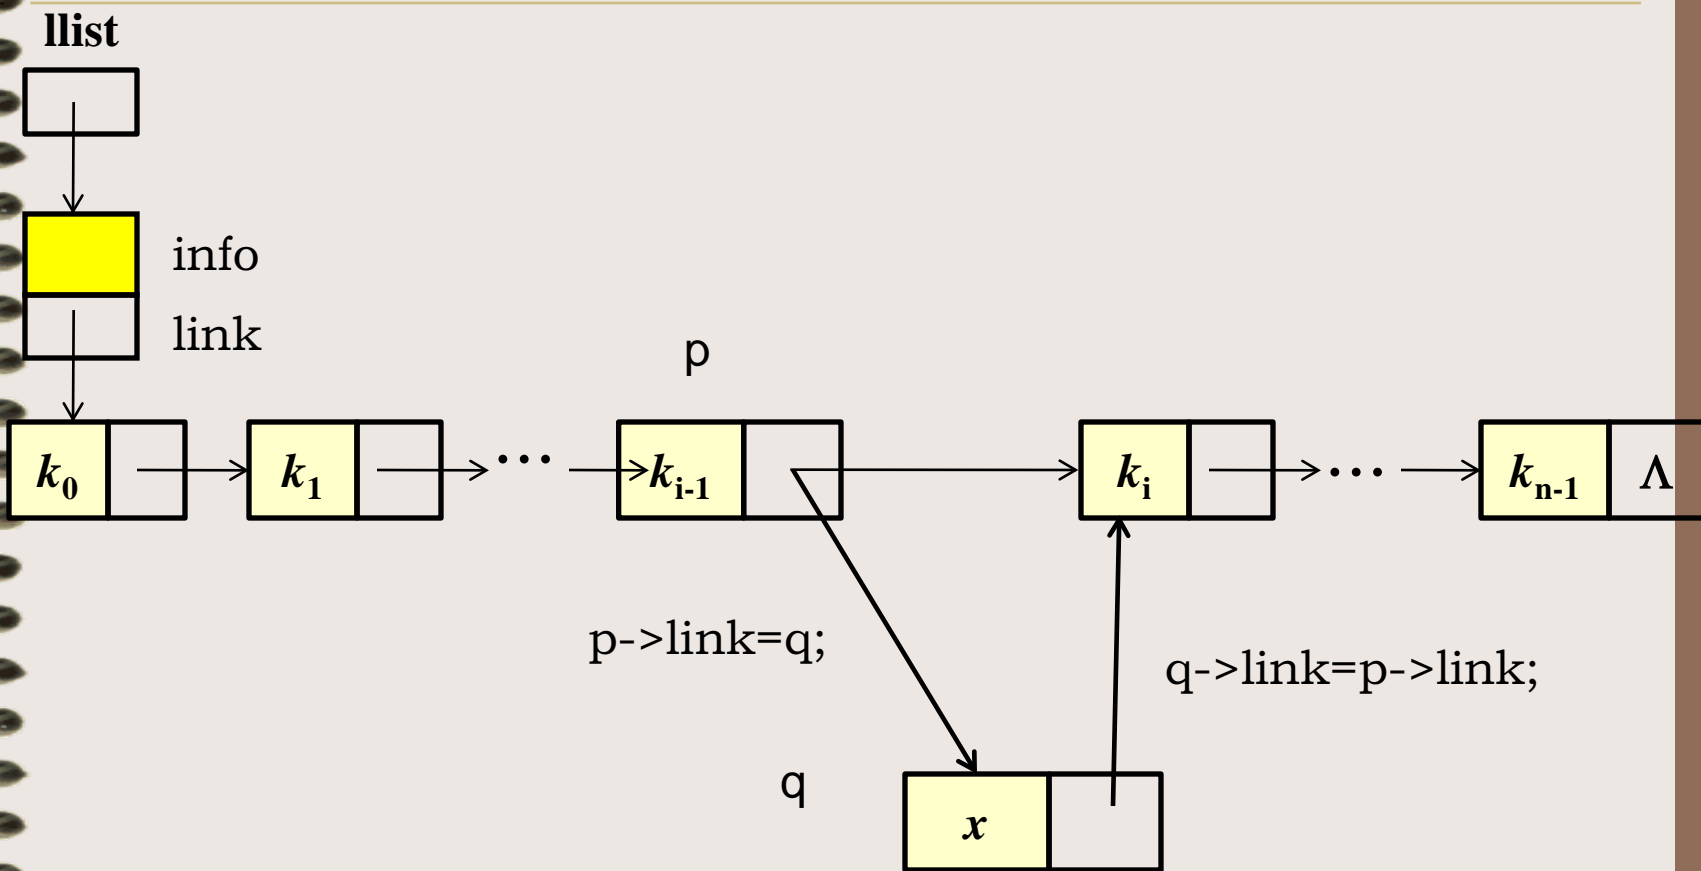 llist
info
link
p
k0 k1 ··· ki-1 ki ··· kn-1 Λ
p->link=q;
q->link=p->link;
q
x